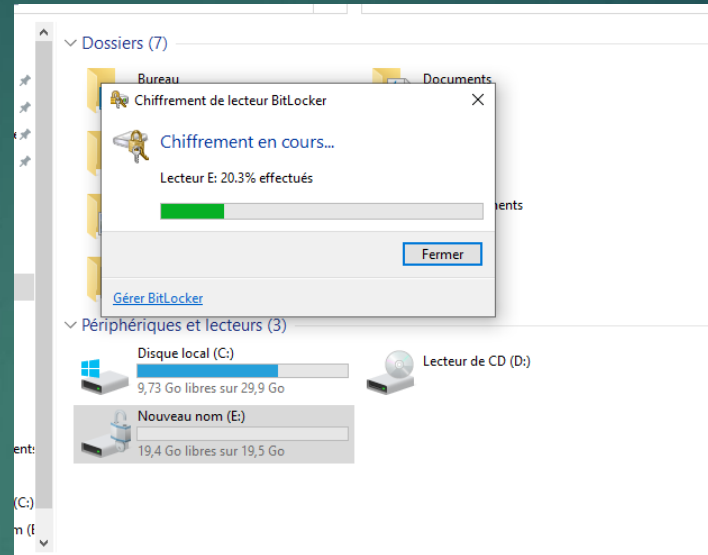 Dossiers (7)
Bureau
Documents
Chiffrement de lecteur BitLocker
Chiffrement en cours...
Lecteur E: 20.3% effectués
Fermer
Gérer BitLocker
Périphériques et lecteurs (3)
Disque local (C:)
9,73 Go libres sur 29,9 Go
Lecteur de CD (D:)
Nouveau nom (E:)
19,4 Go libres sur 19,5 Go
(C:)